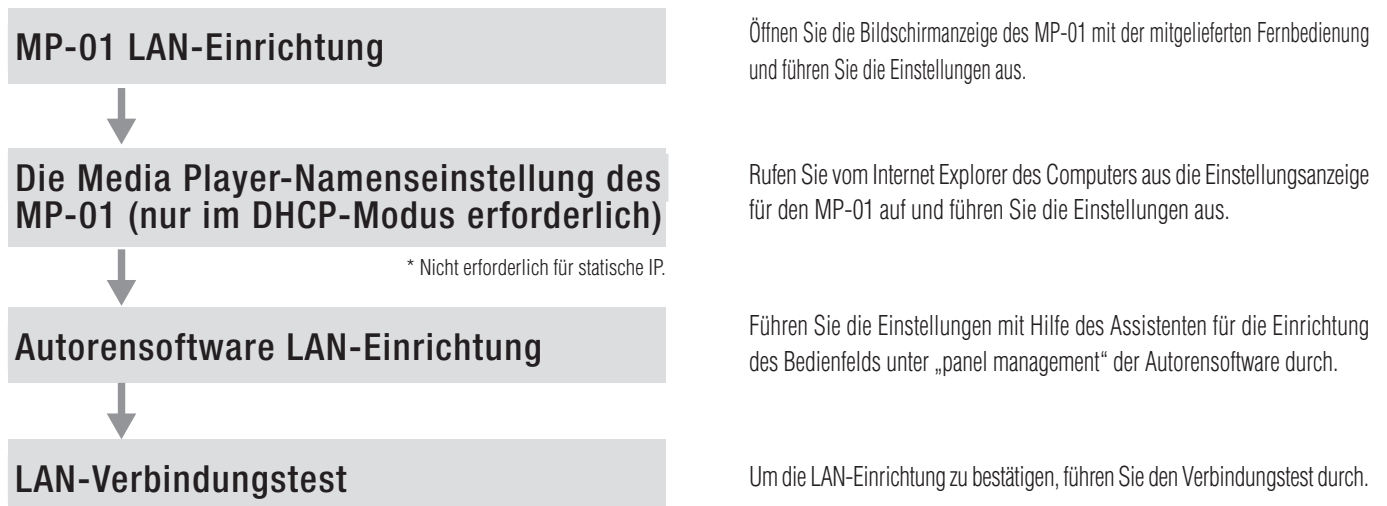 MP-01 LAN-Einrichtung
Öffnen Sie die Bildschirmanzeige des MP-01 mit der mitgelieferten Fernbedienung
und führen Sie die Einstellungen aus.
Die Media Player-Namenseinstellung des
MP-01 (nur im DHCP-Modus erforderlich)
* Nicht erforderlich für statische IP.
Rufen Sie vom Internet Explorer des Computers aus die Einstellungsanzeige
für den MP-01 auf und führen Sie die Einstellungen aus.
Autorensoftware LAN-Einrichtung
Führen Sie die Einstellungen mit Hilfe des Assistenten für die Einrichtung
des Bedienfelds unter „panel management“ der Autorensoftware durch.
LAN-Verbindungstest
Um die LAN-Einrichtung zu bestätigen, führen Sie den Verbindungstest durch.